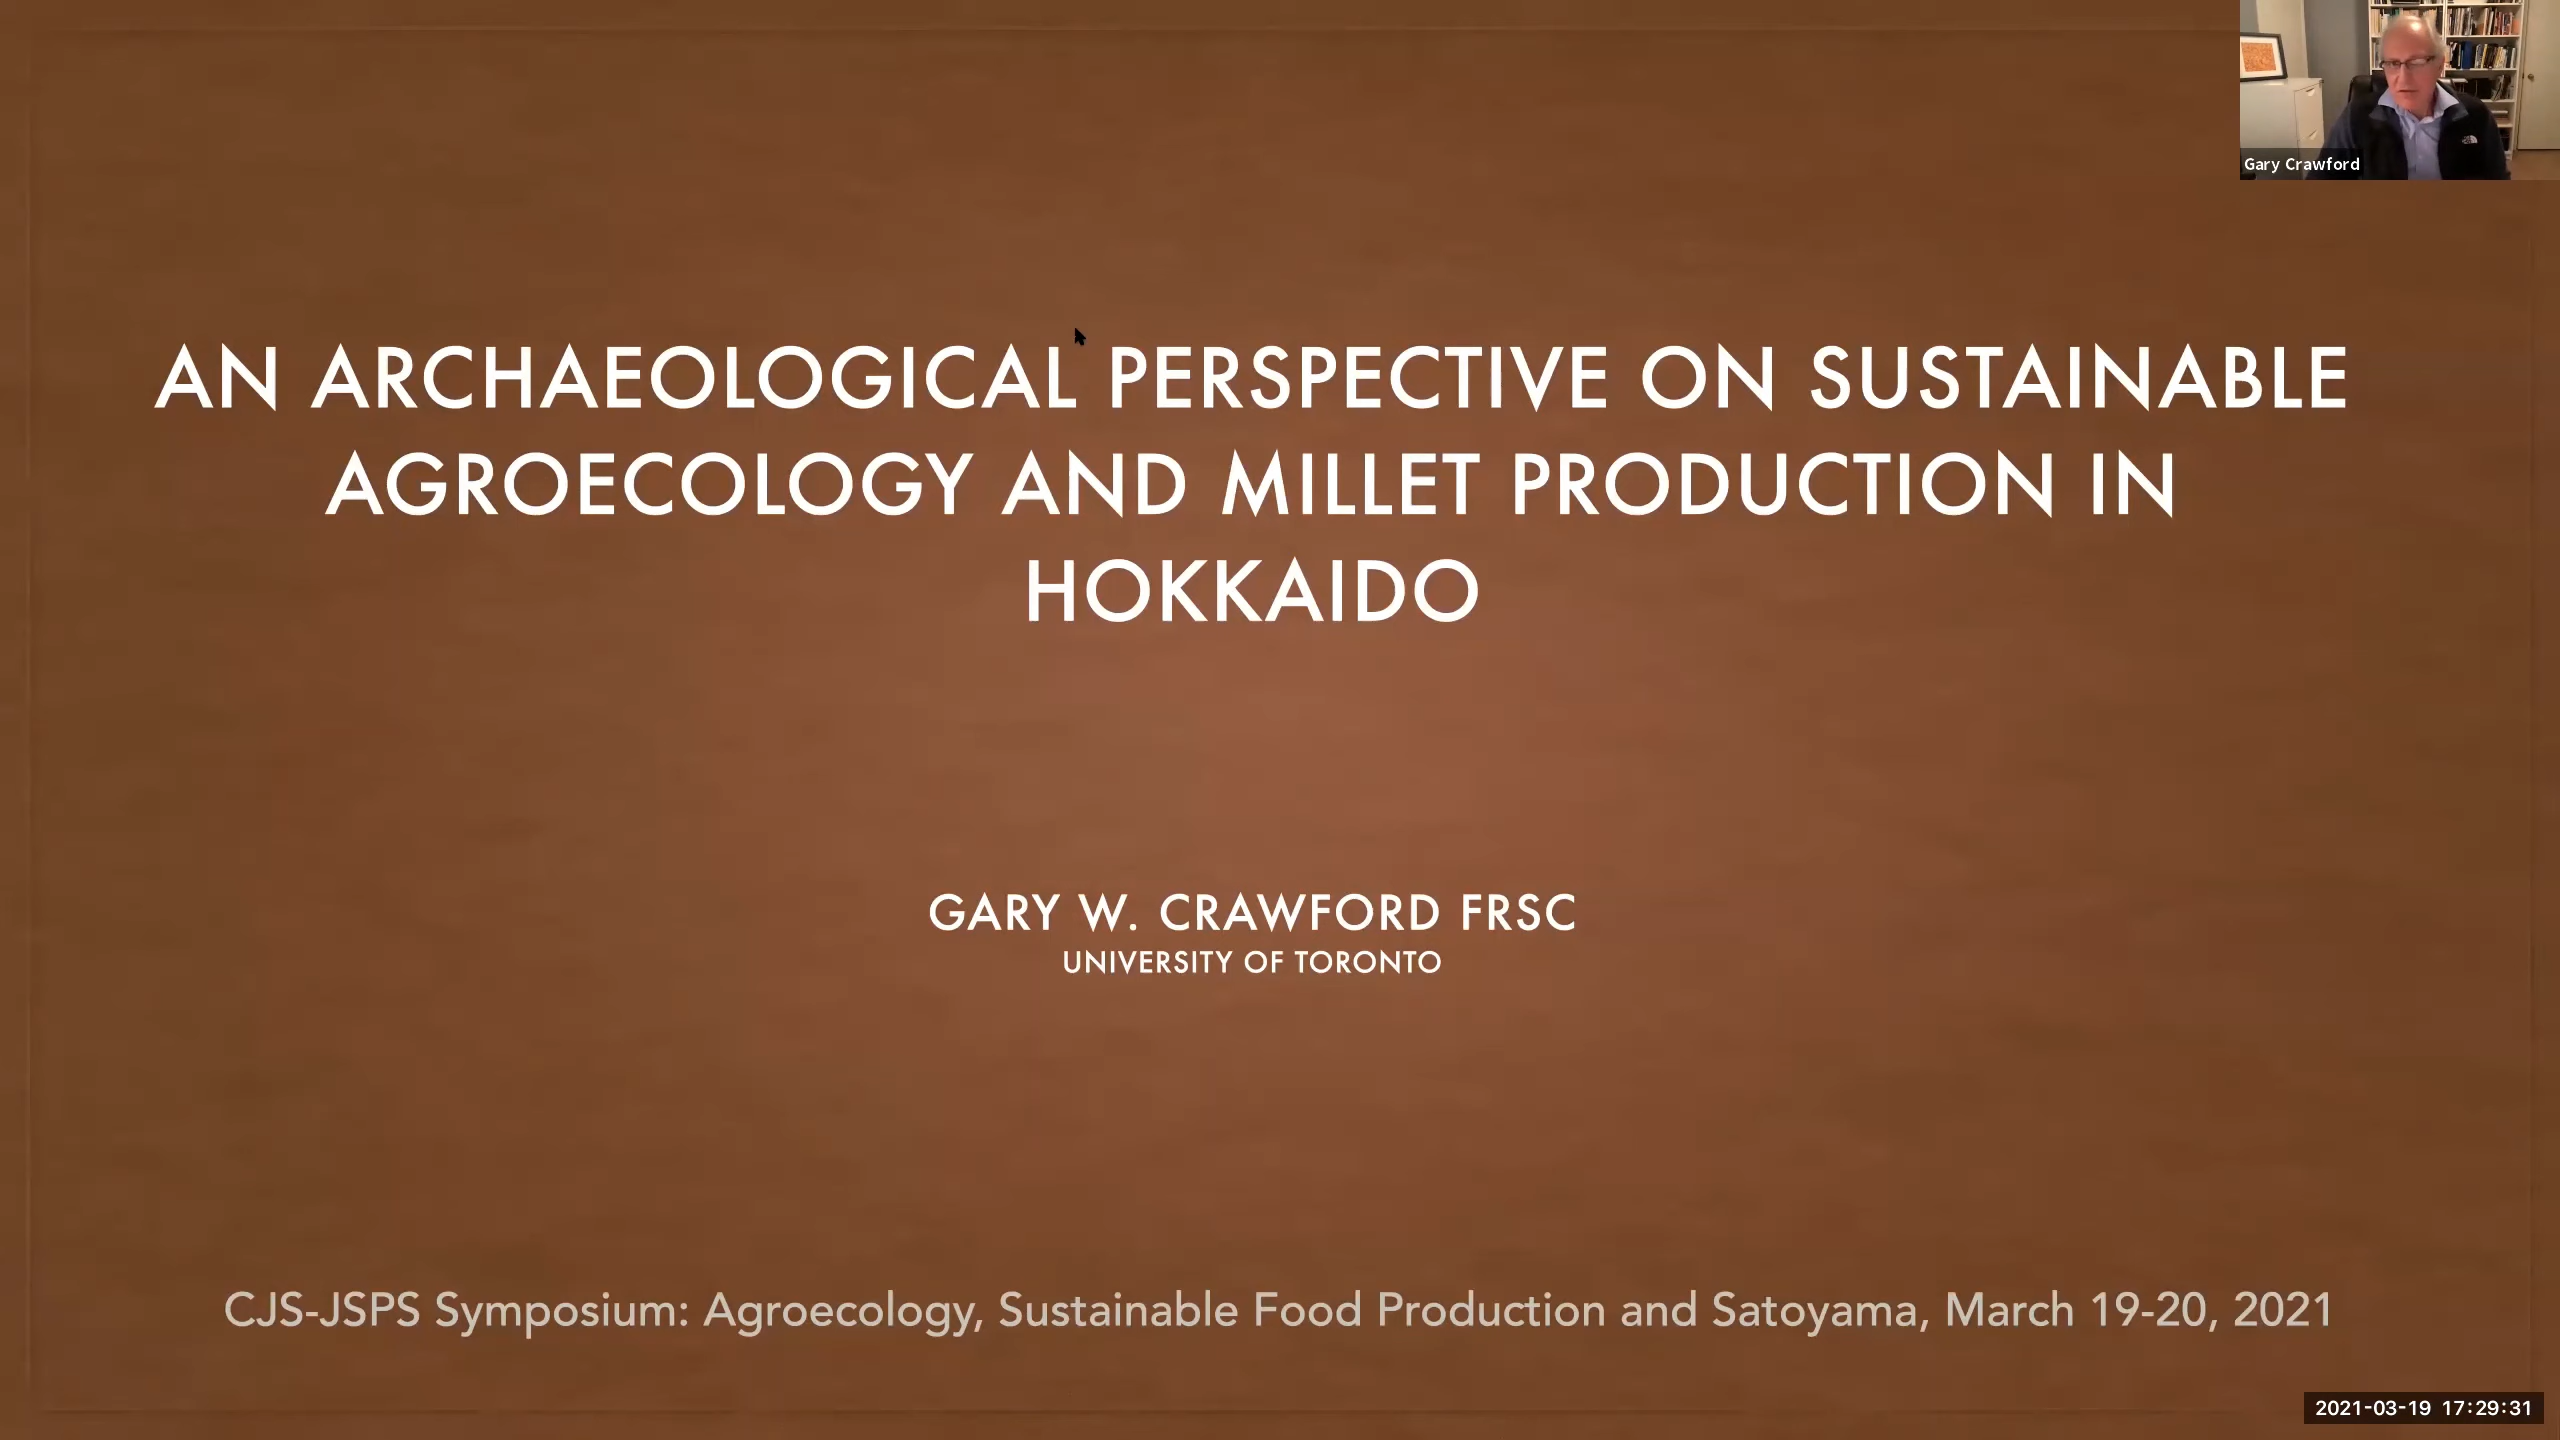 Gary Crawford
AN ARCHAEOLOGICAL PERSPECTIVE ON SUSTAINABLE
AGROECOLOGY AND MILLET PRODUCTION IN
HOKKAIDO
GARY W. CRAWFORD FRSC
UNIVERSITY OF TORONTO
CJS-JSPS Symposium: Agroecology, Sustainable Food Production and Satoyama, March 19-20, 2021
2021-03-19 17:29:31